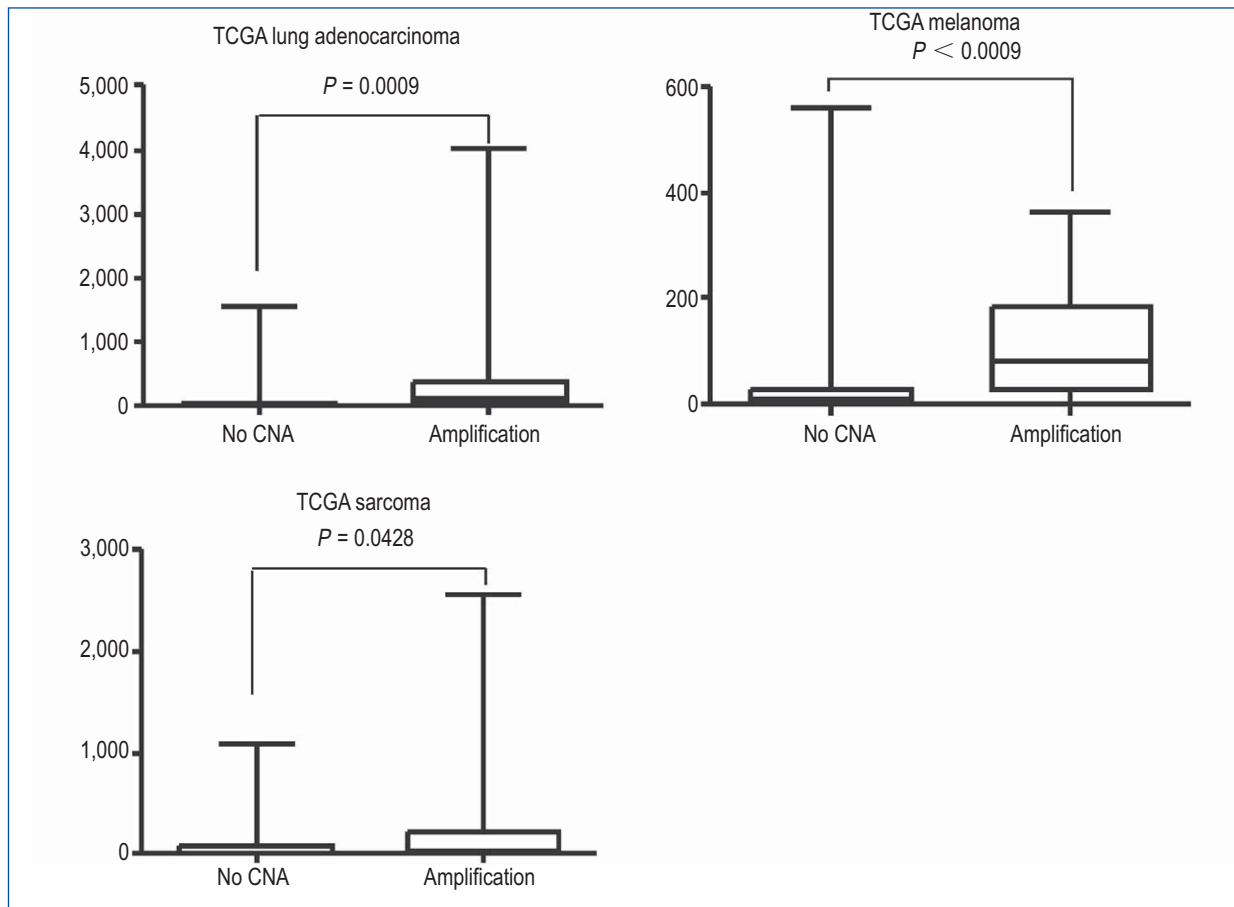 TCGA lung adenocarcinoma
P = 0.0009
5,000
4,000
3,000
2,000
1,000
0
No CNA
Amplification
TCGA melanoma
P < 0.0009
600
400
200
0
No CNA
Amplification
TCGA sarcoma
P = 0.0428
3,000
2,000
1,000
0
No CNA
Amplification